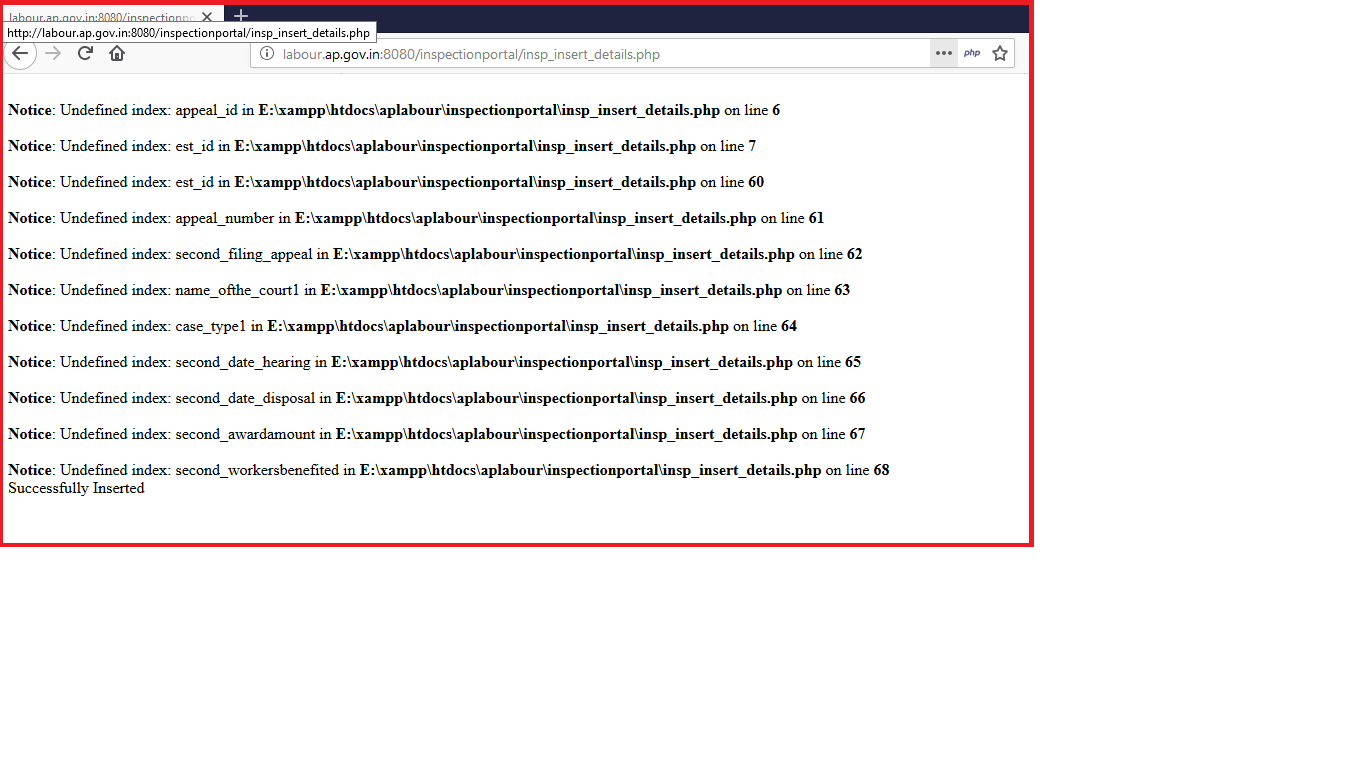 labour.ap.gov.in:8080/inspectionpo
http://labour.ap.gov.in:8080/inspectionportal/insp_insert_details.php
labour.ap.gov.in:8080/inspectionportal/insp_insert_details.php
php
Notice: Undefined index: appeal_id in E:\xampp\htdocs\aplabour\inspectionportal\insp_insert_details.php on line 6
Notice: Undefined index: est_id in E:\xampp\htdocs\aplabour\inspectionportal\insp_insert_details.php on line 7
Notice: Undefined index: est_id in E:\xampp\htdocs\aplabour\inspectionportal\insp_insert_details.php on line 60
Notice: Undefined index: appeal_number in E:\xampp\htdocs\aplabour\inspectionportal\insp_insert_details.php on line 61
Notice: Undefined index: second_filing_appeal in E:\xampp\htdocs\aplabour\inspectionportal\insp_insert_details.php on line 62
Notice: Undefined index: name_ofthe_court1 in E:\xampp\htdocs\aplabour\inspectionportal\insp_insert_details.php on line 63
Notice: Undefined index: case_type1 in E:\xampp\htdocs\aplabour\inspectionportal\insp_insert_details.php on line 64
Notice: Undefined index: second_date_hearing in E:\xampp\htdocs\aplabour\inspectionportal\insp_insert_details.php on line 65
Notice: Undefined index: second_date_disposal in E:\xampp\htdocs\aplabour\inspectionportal\insp_insert_details.php on line 66
Notice: Undefined index: second_awardamount in E:\xampp\htdocs\aplabour\inspectionportal\insp_insert_details.php on line 67
Notice: Undefined index: second_workersbenefited in E:\xampp\htdocs\aplabour\inspectionportal\insp_insert_details.php on line 68
Successfully Inserted